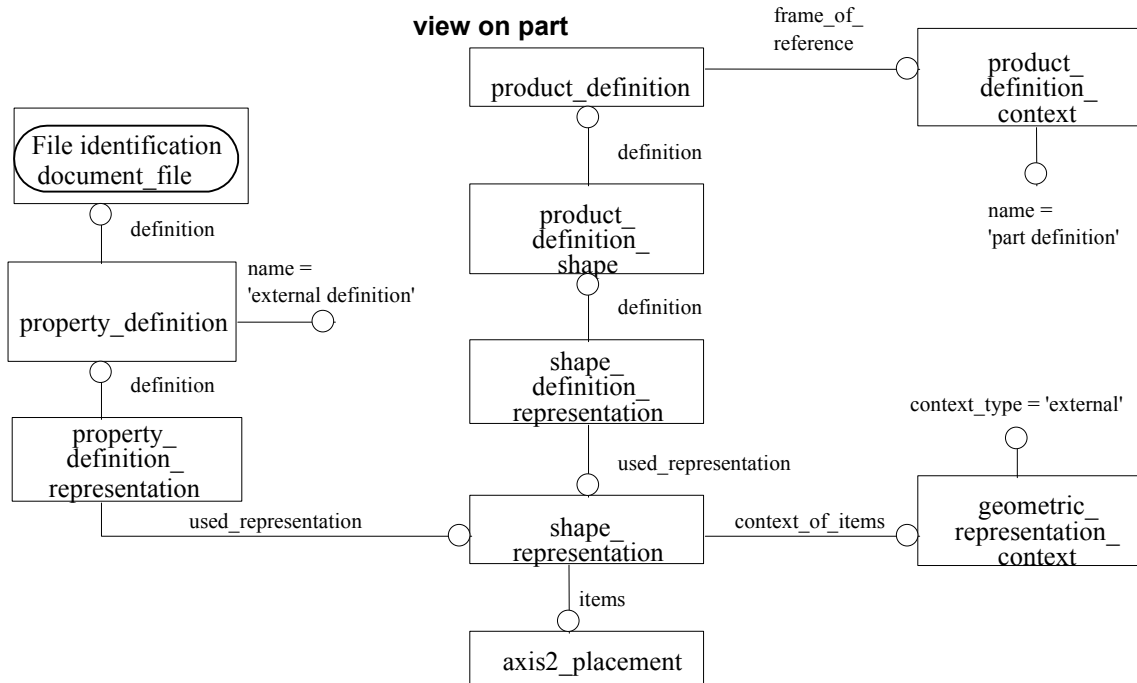 view on part
frame_of_
reference
product_definition
product_
definition_
context
File identification
document_file
definition
definition
product_
definition_
shape
name =
'part definition'
name =
'external definition'
property_definition
definition
definition
shape_
definition_
representation
context_type = 'external'
property_
definition_
representation
used_representation
used_representation
shape_
representation
context_of_items
geometric_
representation_
context
items
axis2_placement